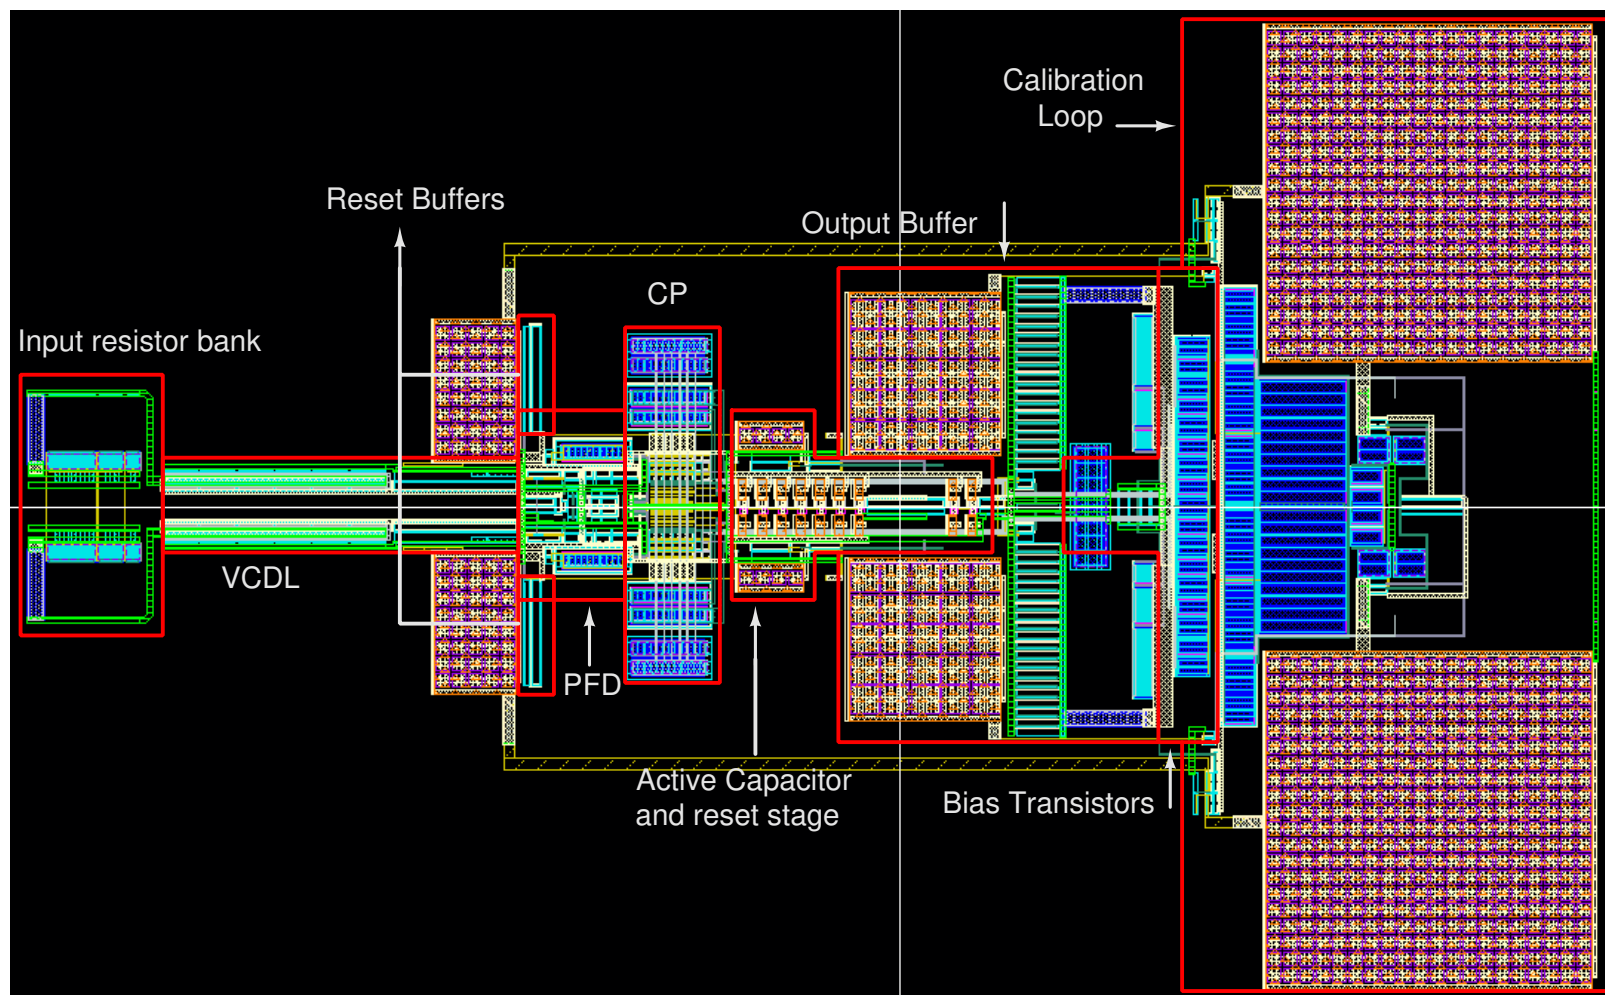 Calibration
Loop
Reset Buffers
Output Buffer
CP
Input resistor bank
VCDL
PFD
Active Capacitor
and reset stage
Bias Transistors